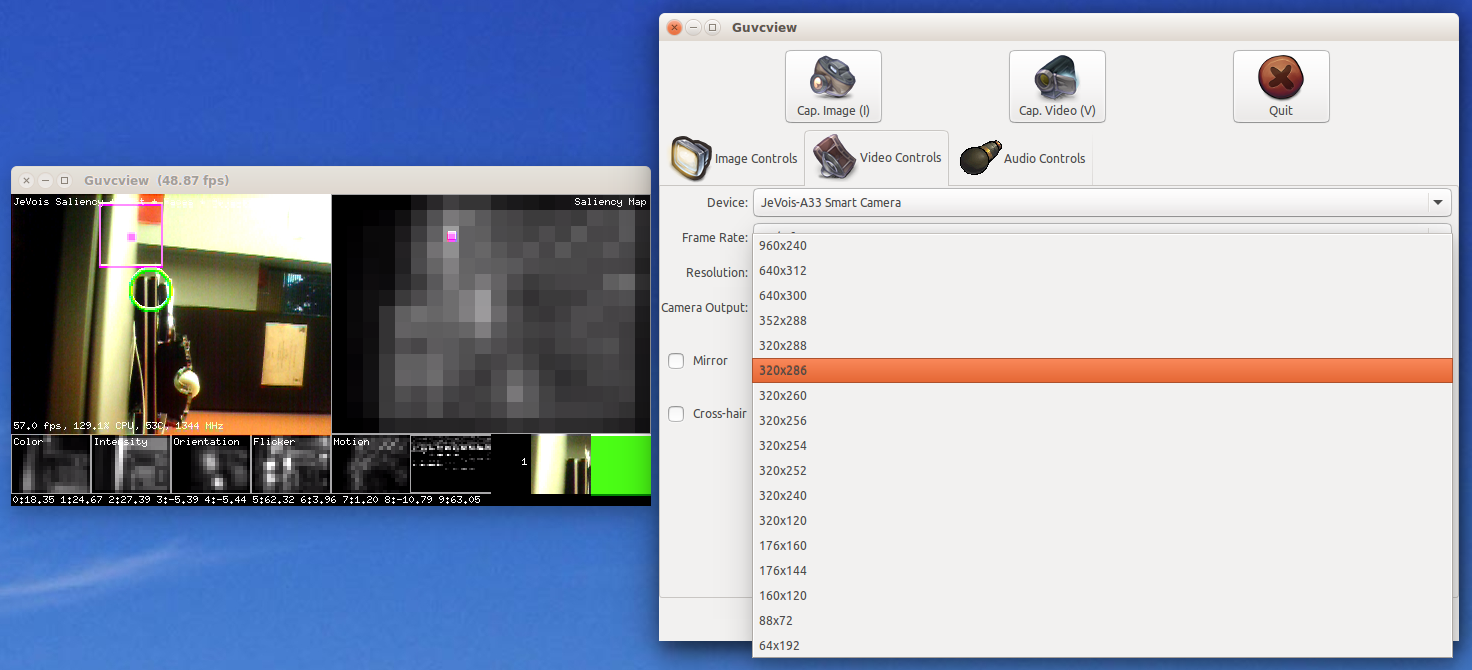 Guvcview (48.87 fps)
JeVois Saliency
Saliency Map
57.0 fps, 129.1% CPU, 53C, 1344 MHz
Color
Intensity
Orientation
Flicker
Motion
1
0:18.35 1:24.67 2:27.39 3:-5.39 4:-5.44 5:62.32 6:3.96 7:1.20 8:-10.79 9:63.05
Guvcview
Cap. Image (I)
Cap. Video (V)
Quit
Image Controls
Video Controls
Audio Controls
Device:
JeVois-A33 Smart Camera
Frame Rate:
Resolution:
Camera Output:
Mirror
Cross-hair
960x240
640x312
640x300
352x288
320x288
320x286
320x260
320x256
320x254
320x252
320x240
320x120
176x160
176x144
160x120
88x72
64x192